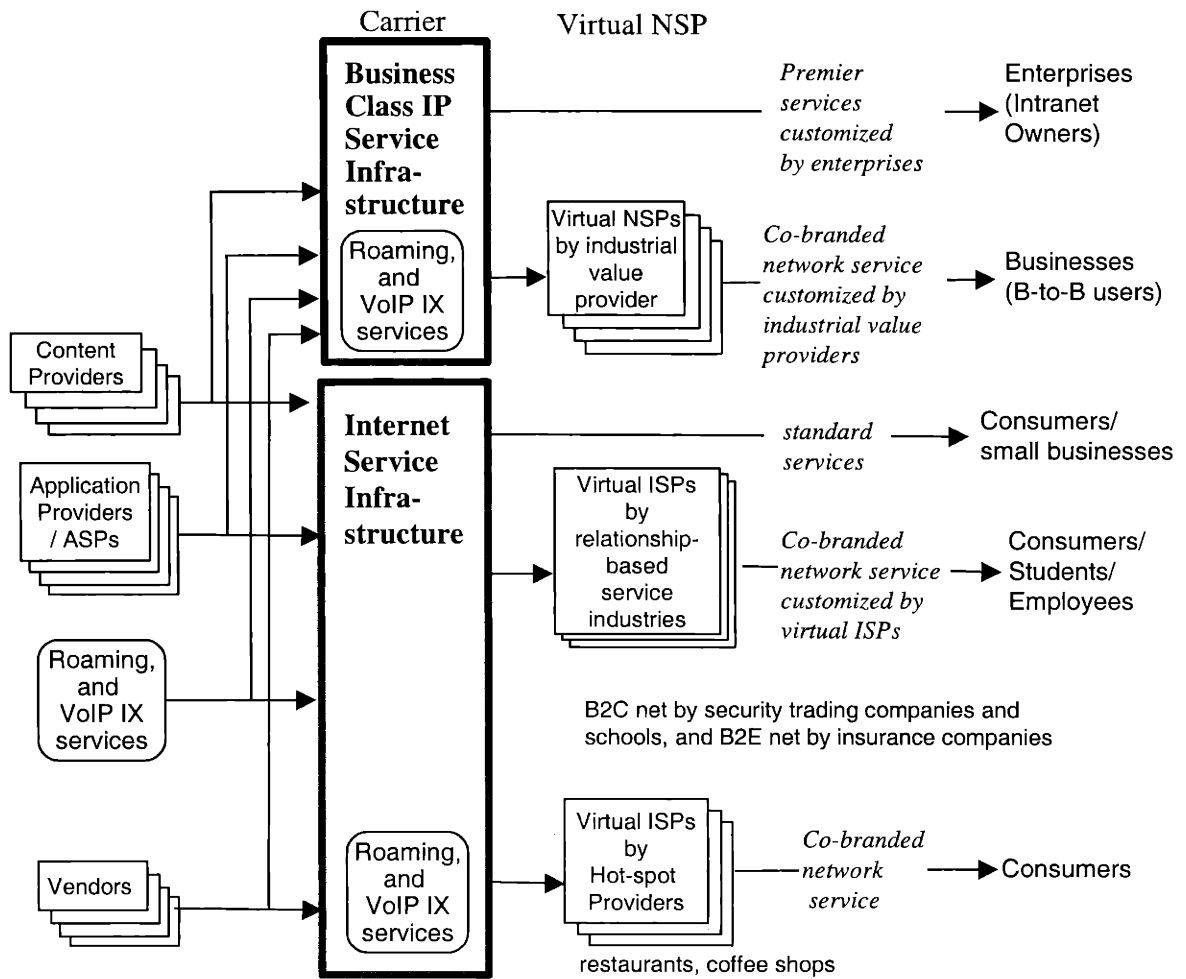 Carrier
Virtual NSP
Business
Class IP
Service
Infra-
structure
Roaming,
and
VoIP IX
services
Premier
services
customized
by enterprises
Enterprises
(Intranet
Owners)
Virtual NSPs
by industrial
value
provider
Co-branded
network service
customized by
industrial value
providers
Businesses
(B-to-B users)
Content
Providers
Application
Providers
/ ASPs
Roaming,
and
VoIP IX
services
Vendors
Internet
Service
Infra-
structure
Roaming,
and
VoIP IX
services
standard
services
Consumers/
small businesses
Virtual ISPs
by
relationship-
based
service
industries
Co-branded
network service
customized by
virtual ISPs
Consumers/
Students/
Employees
B2C net by security trading companies and
schools, and B2E net by insurance companies
Virtual ISPs
by
Hot-spot
Providers
Co-branded
network
service
Consumers
restaurants, coffee shops